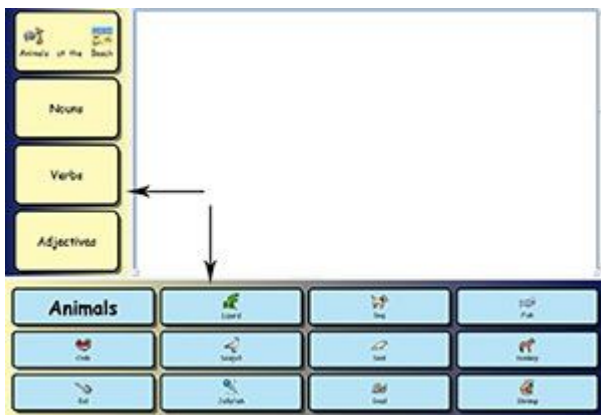 Animals at the Beach
Nouns
Verbs
Adjectives
Animals
Lizard
Dog
Fish
Crab
Seagull
Seal
Monkey
Eel
Jellyfish
Snail
Shrimp